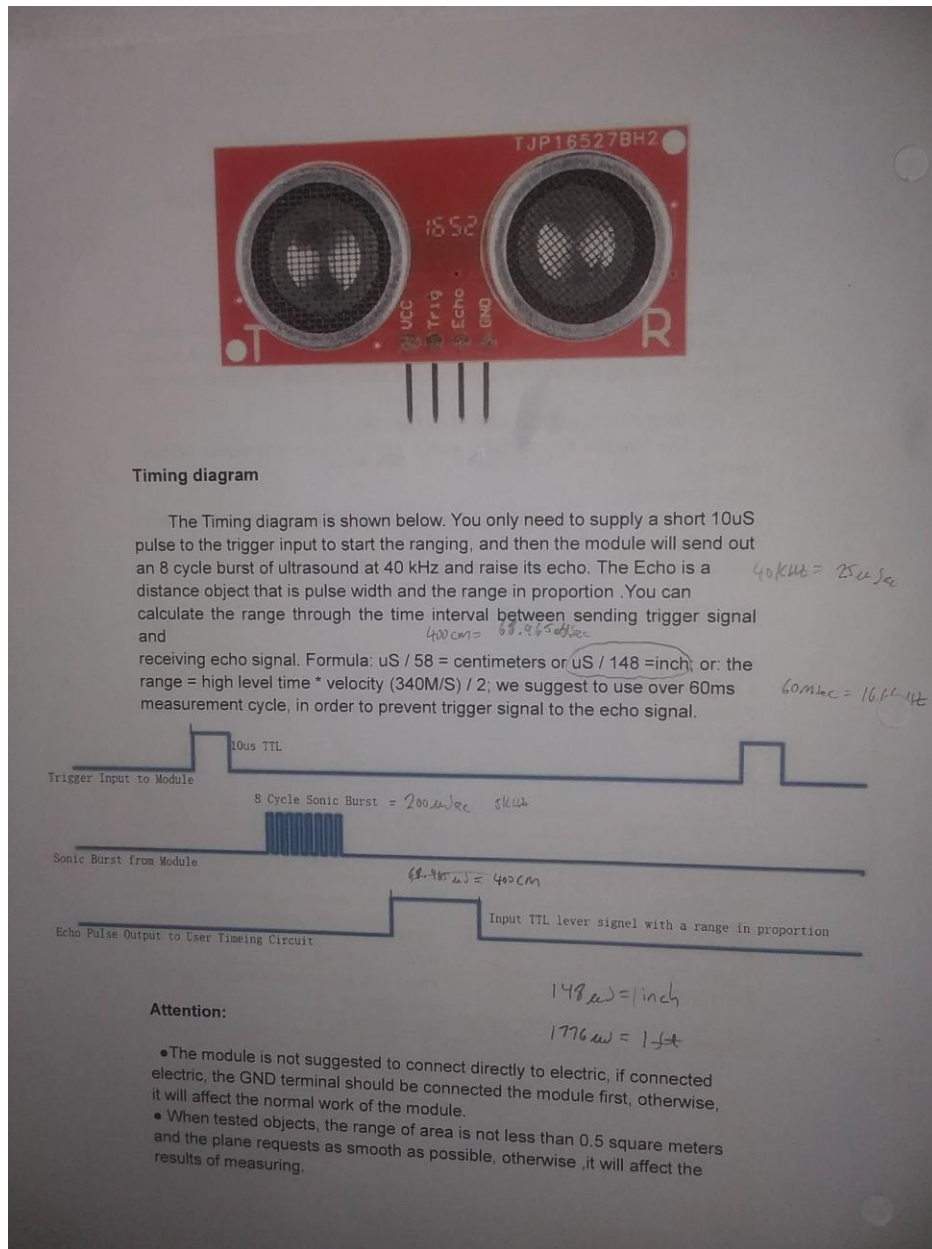 TJP16527BH2
1652
VCC
Trig
Echo
GND
T
R
Timing diagram
The Timing diagram is shown below. You only need to supply a short 10uS
pulse to the trigger input to start the ranging, and then the module will send out
an 8 cycle burst of ultrasound at 40 kHz and raise its echo. The Echo is a
40KHz = 25u Sec
distance object that is pulse width and the range in proportion .You can
calculate the range through the time interval between sending trigger signal
and
400cm=
receiving echo signal. Formula: uS / 58 = centimeters or uS / 148 =inch; or: the
range = high level time * velocity (340M/S) / 2; we suggest to use over 60ms
60msec =
measurement cycle, in order to prevent trigger signal to the echo signal.
10us TTL
Trigger Input to Module
8 Cycle Sonic Burst = 200usec 5KHz
Sonic Burst from Module
= 400cm
Input TTL lever signel with a range in proportion
Echo Pulse Output to User Timeing Circuit
148us=1inch
1776us = 1ft
Attention:
●The module is not suggested to connect directly to electric, if connected
electric, the GND terminal should be connected the module first, otherwise,
it will affect the normal work of the module.
● When tested objects, the range of area is not less than 0.5 square meters
and the plane requests as smooth as possible, otherwise ,it will affect the
results of measuring.